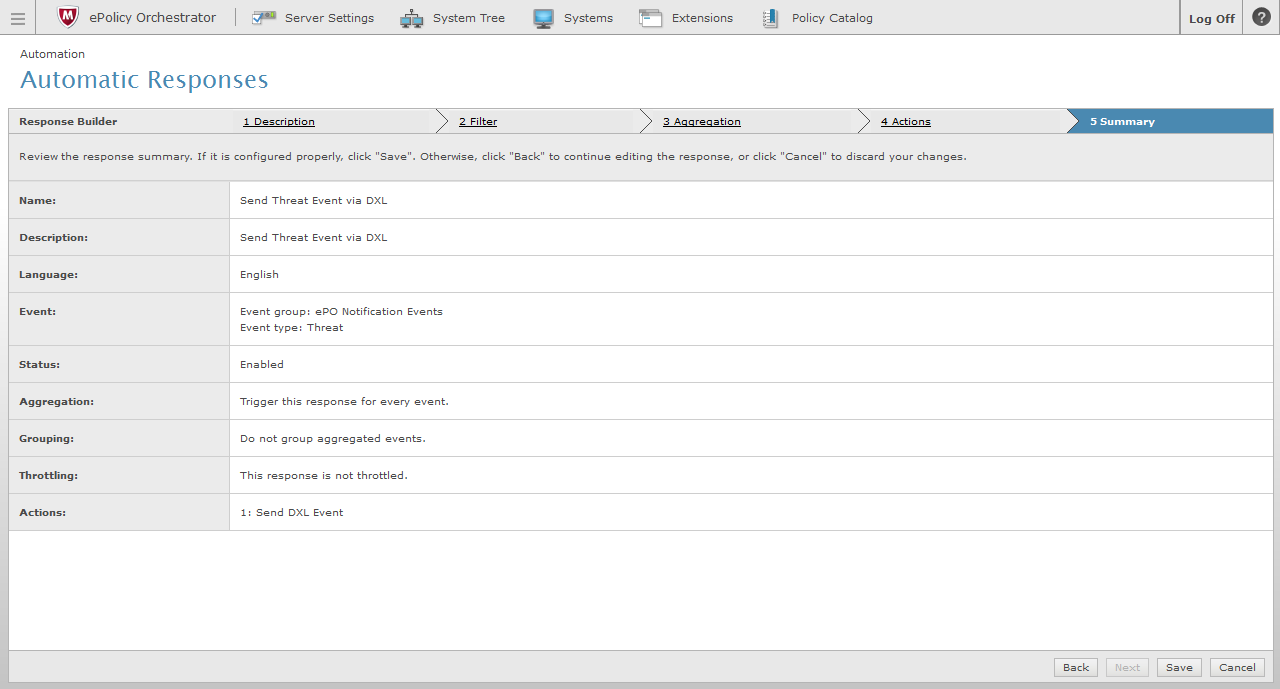 ePolicy Orchestrator Server Settings System Tree Systems Extensions Policy Catalog Log Off ?
Automation
Automatic Responses
Response Builder 1 Description 2 Filter 3 Aggregation 4 Actions 5 Summary
Review the response summary. If it is configured properly, click "Save". Otherwise, click "Back" to continue editing the response, or click "Cancel" to discard your changes.
Name: Send Threat Event via DXL
Description: Send Threat Event via DXL
Language: English
Event: Event group: ePO Notification Events
Event type: Threat
Status: Enabled
Aggregation: Trigger this response for every event.
Grouping: Do not group aggregated events.
Throttling: This response is not throttled.
Actions: 1: Send DXL Event
Back Next Save Cancel